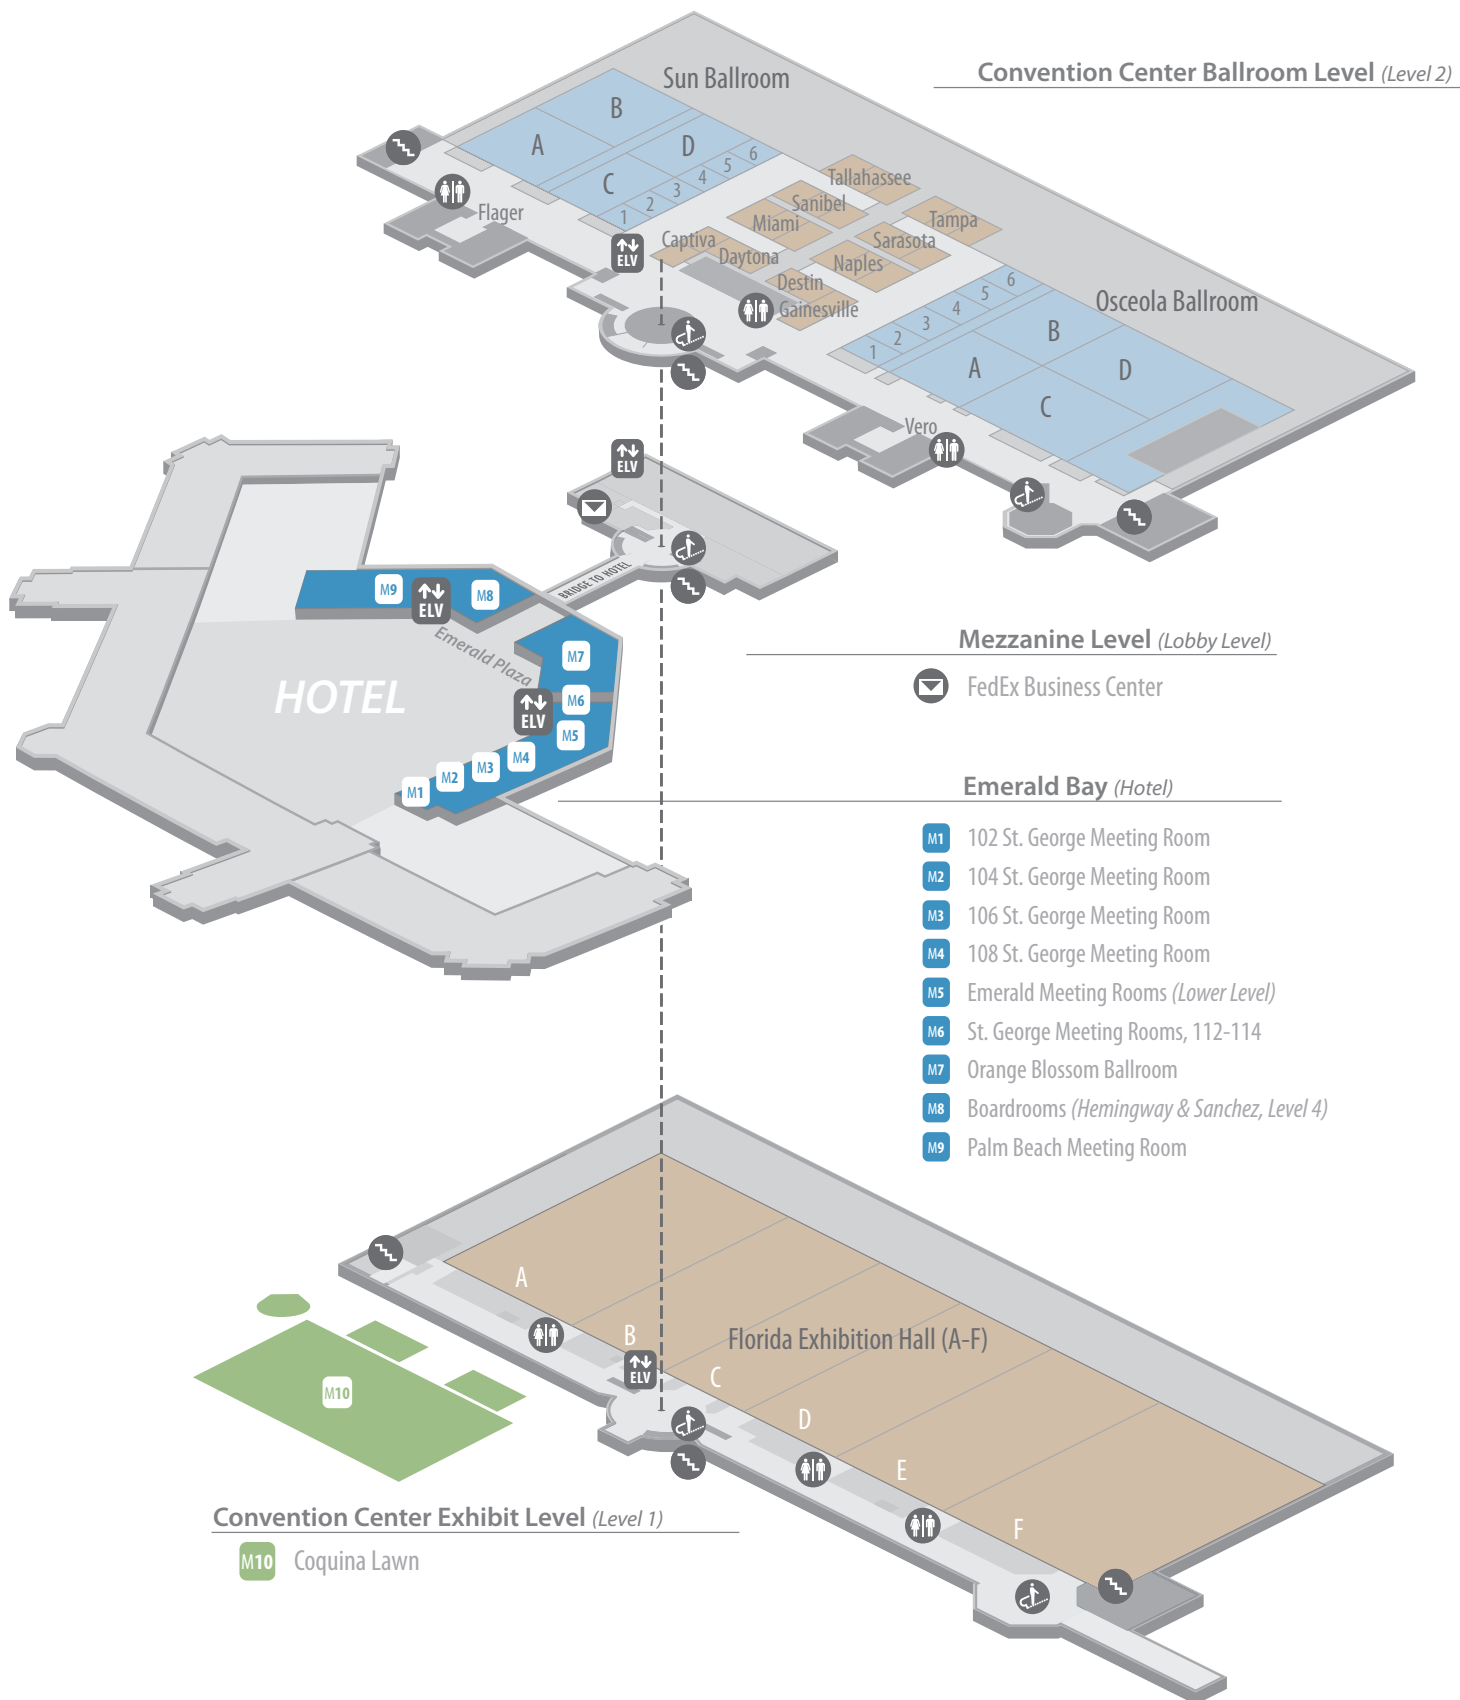 Convention Center Ballroom Level (Level 2)
Sun Ballroom
B
A
D
C
6
5
4
3
2
1
Flager
Tallahassee
Sanibel
Miami
Tampa
Sarasota
Captiva
Daytona
Naples
Destin
Gainesville
ELV
Osceola Ballroom
6
5
4
3
2
1
B
A
D
C
Vero
ELV
BRIDGE TO HOTEL
M9
ELV
M8
Emerald Plaza
M7
HOTEL
M6
ELV
M5
M4
M3
M2
M1
Mezzanine Level (Lobby Level)
FedEx Business Center
Emerald Bay (Hotel)
M1 102 St. George Meeting Room
M2 104 St. George Meeting Room
M3 106 St. George Meeting Room
M4 108 St. George Meeting Room
M5 Emerald Meeting Rooms (Lower Level)
M6 St. George Meeting Rooms, 112-114
M7 Orange Blossom Ballroom
M8 Boardrooms (Hemingway & Sanchez, Level 4)
M9 Palm Beach Meeting Room
A
B
Florida Exhibition Hall (A-F)
ELV
C
D
E
F
M10
Convention Center Exhibit Level (Level 1)
M10 Coquina Lawn